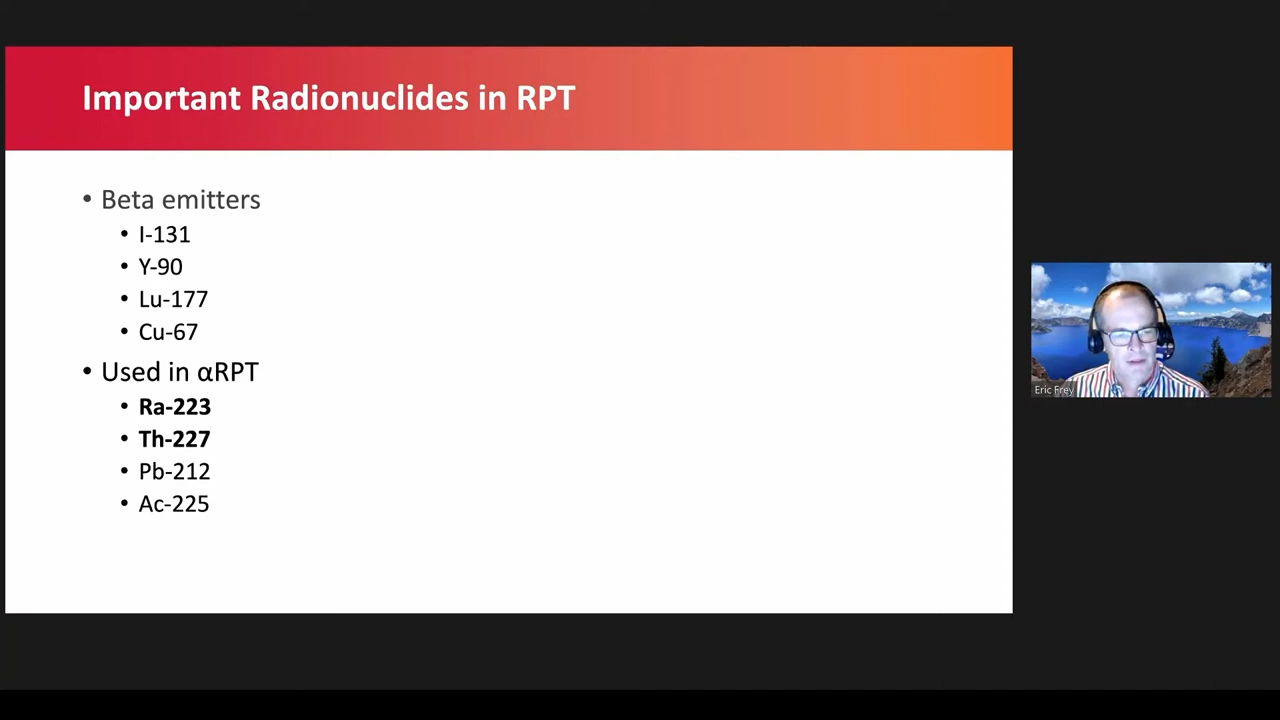 Important Radionuclides in RPT
• Beta emitters
• I-131
• Y-90
• Lu-177
• Cu-67
• Used in αRPT
• Ra-223
• Th-227
• Pb-212
• Ac-225
Eric Frey